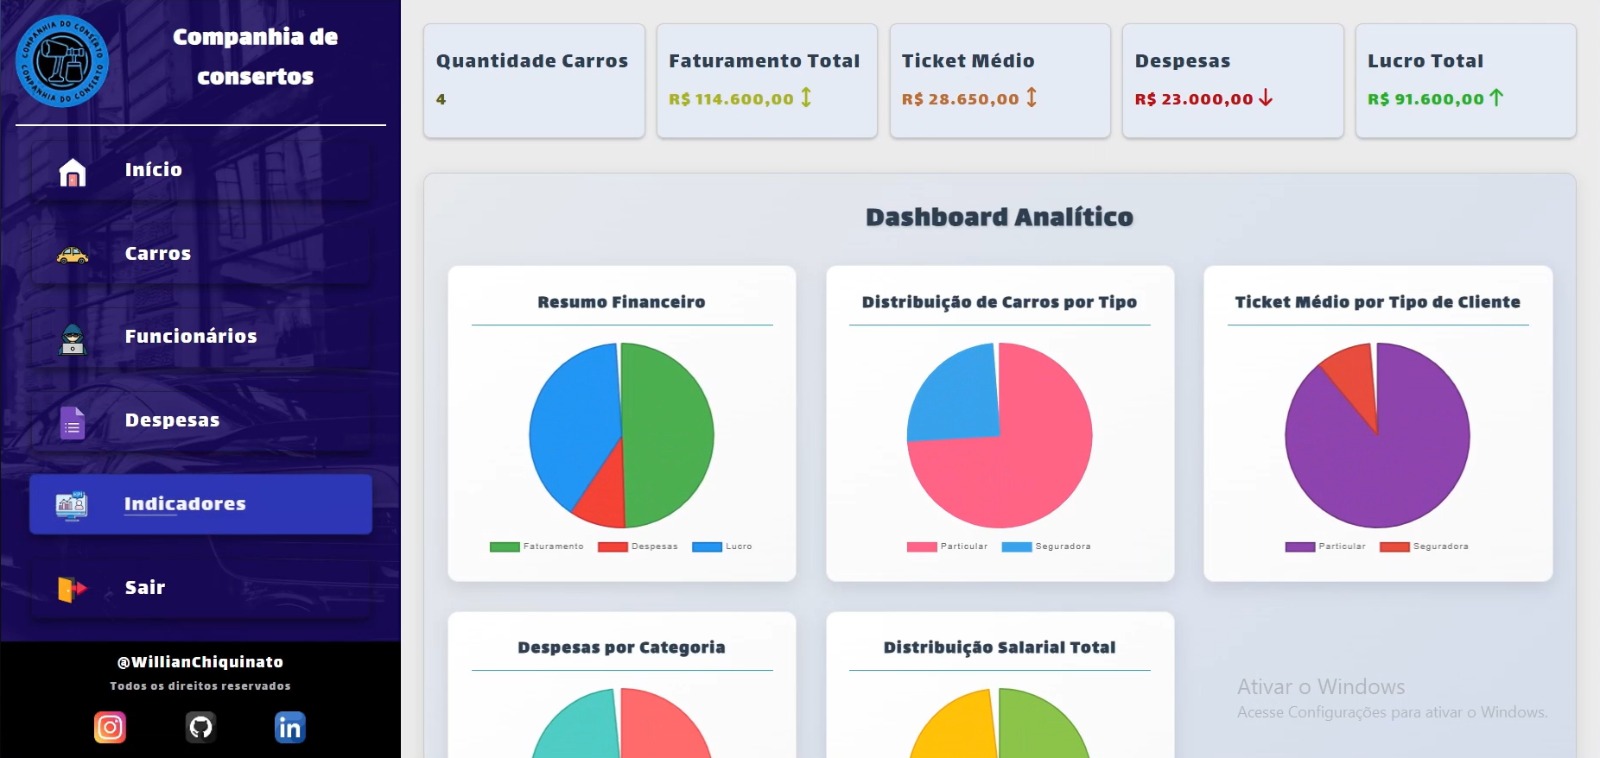 COMPANHIA DO CONSERTO
COMPANHIA DO CONSERTO
Companhia de
consertos
Início
Carros
Funcionários
Despesas
Indicadores
Sair
@WillianChiquinato
Todos os direitos reservados
in
Quantidade Carros
4
Faturamento Total
R$ 114.600,00
Ticket Médio
R$ 28.650,00
Despesas
R$ 23.000,00
Lucro Total
R$ 91.600,00
Dashboard Analítico
Resumo Financeiro
Faturamento Despesas Lucro
Distribuição de Carros por Tipo
Particular Seguradora
Ticket Médio por Tipo de Cliente
Particular Seguradora
Despesas por Categoria
Distribuição Salarial Total
Ativar o Windows
Acesse Configurações para ativar o Windows.